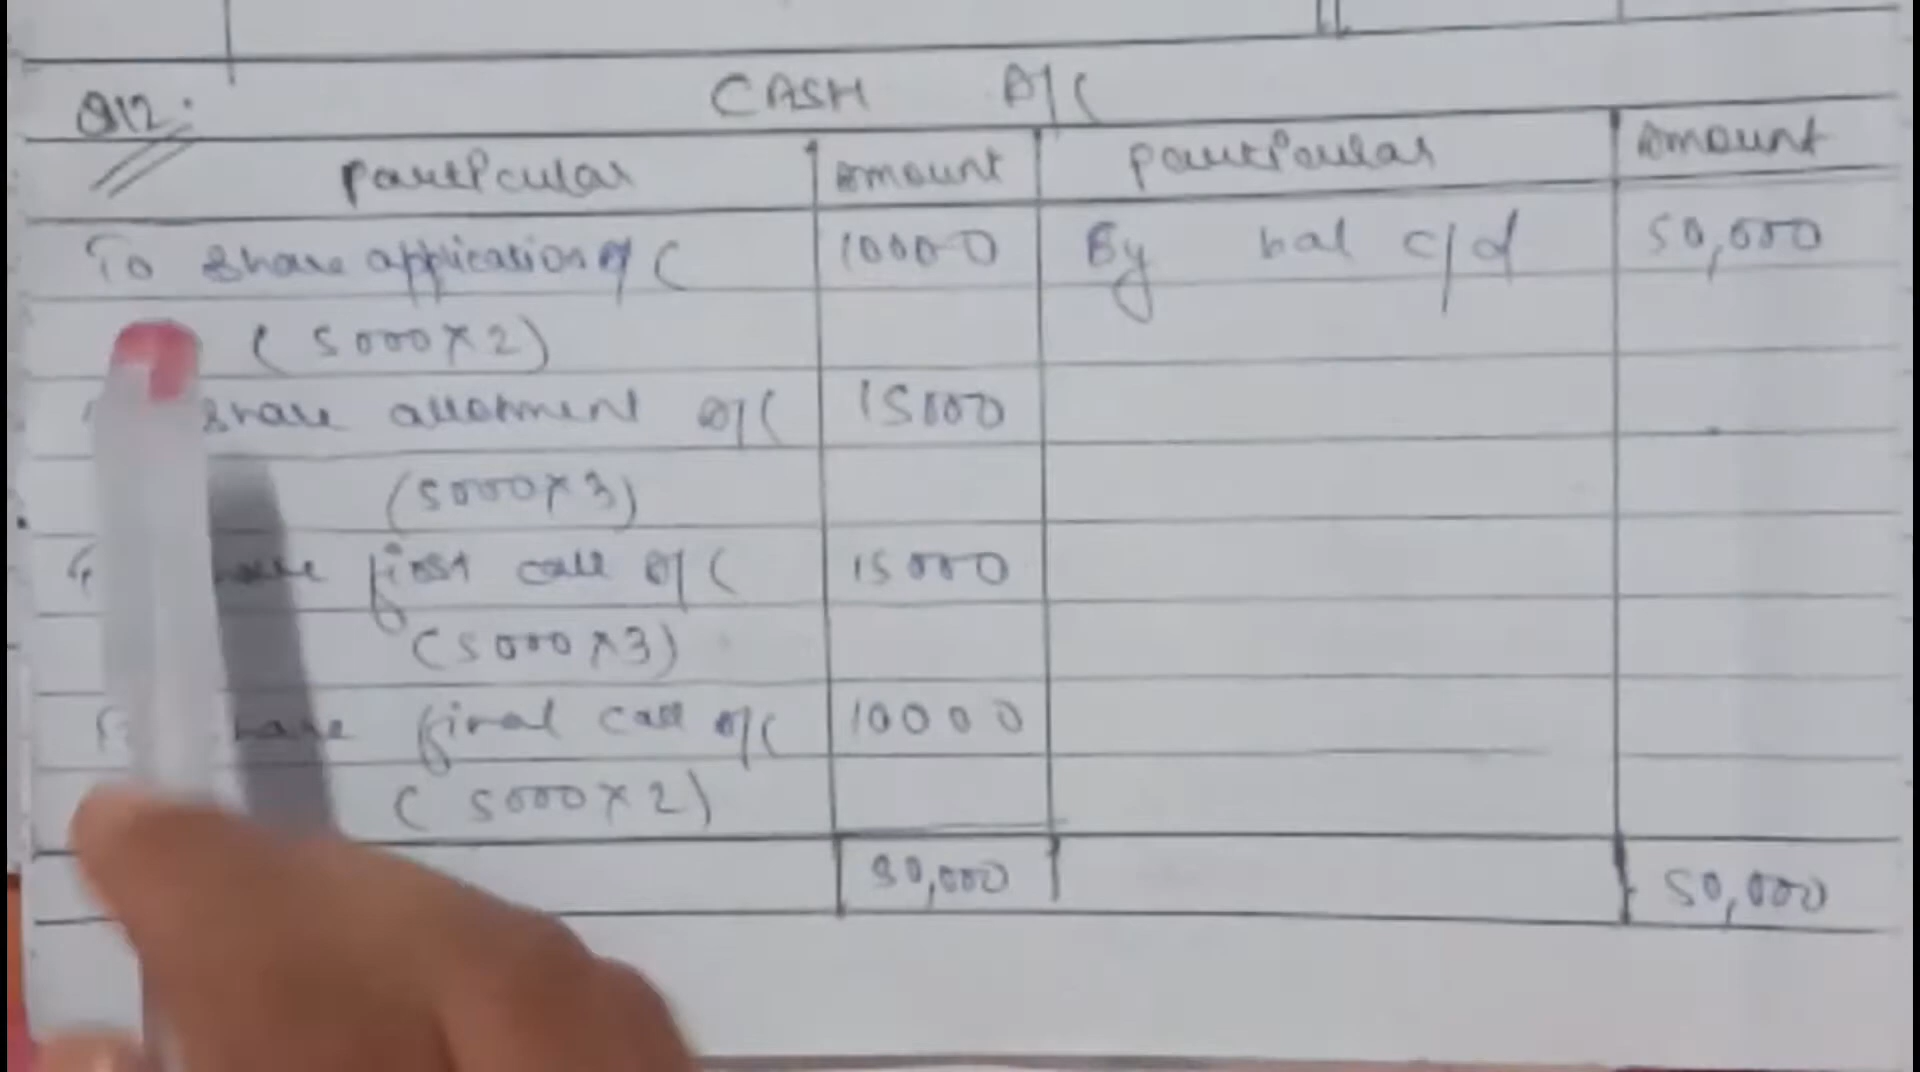 Q12:
CASH A/C
Particular Amount Particular Amount
To share application A/C 10000 By bal c/d 50,000
(5000×2)
share allotment A/C 15000
(5000×3)
first call A/C 15000
(5000×3)
final call A/C 10000
(5000×2)
50,000 50,000